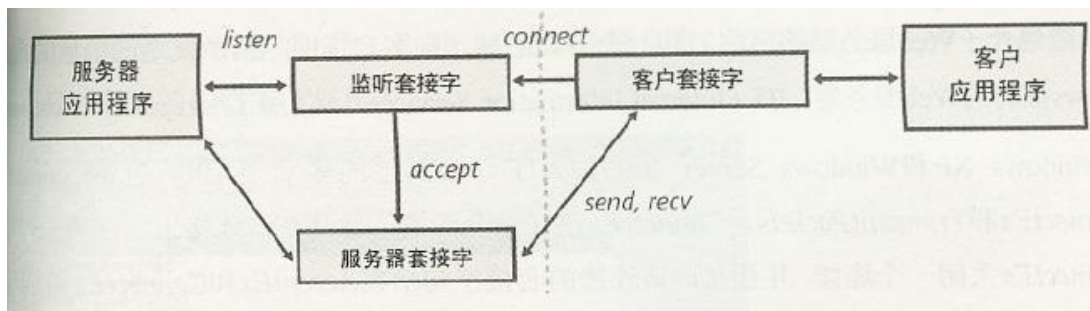 listen
connect
服务器
应用程序
监听套接字
客户套接字
客户
应用程序
accept
send, recv
服务器套接字